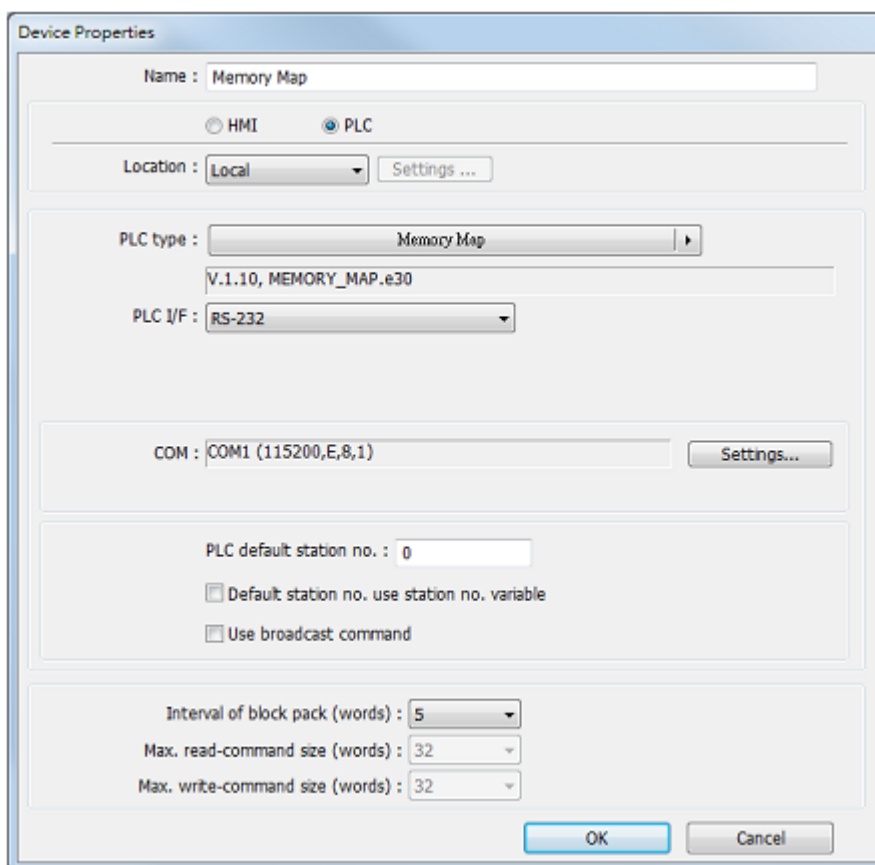 Device Properties
Name : Memory Map
HMI PLC
Location : Local Settings ...
PLC type : Memory Map
V.1.10, MEMORY_MAP.e30
PLC I/F : RS-232
COM : COM1 (115200,E,8,1) Settings...
PLC default station no. : 0
Default station no. use station no. variable
Use broadcast command
Interval of block pack (words) : 5
Max. read-command size (words) : 32
Max. write-command size (words) : 32
OK Cancel